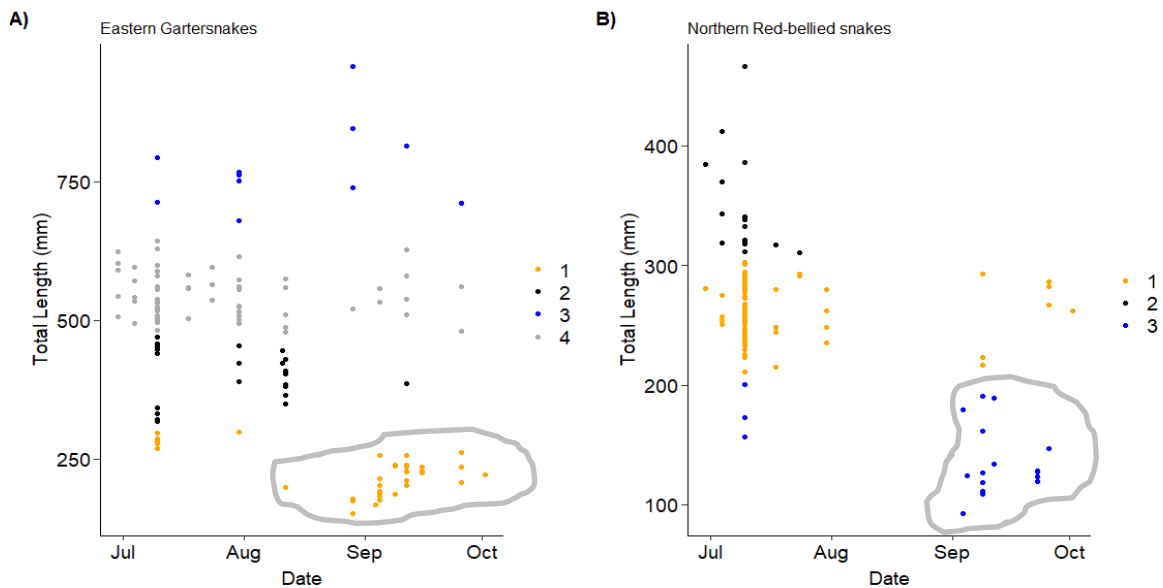 A)
Eastern Gartersnakes
Total Length (mm)
750
500
250
Jul
Aug
Sep
Oct
Date
1
2
3
4
B)
Northern Red-bellied snakes
Total Length (mm)
400
300
200
100
Jul
Aug
Sep
Oct
Date
1
2
3